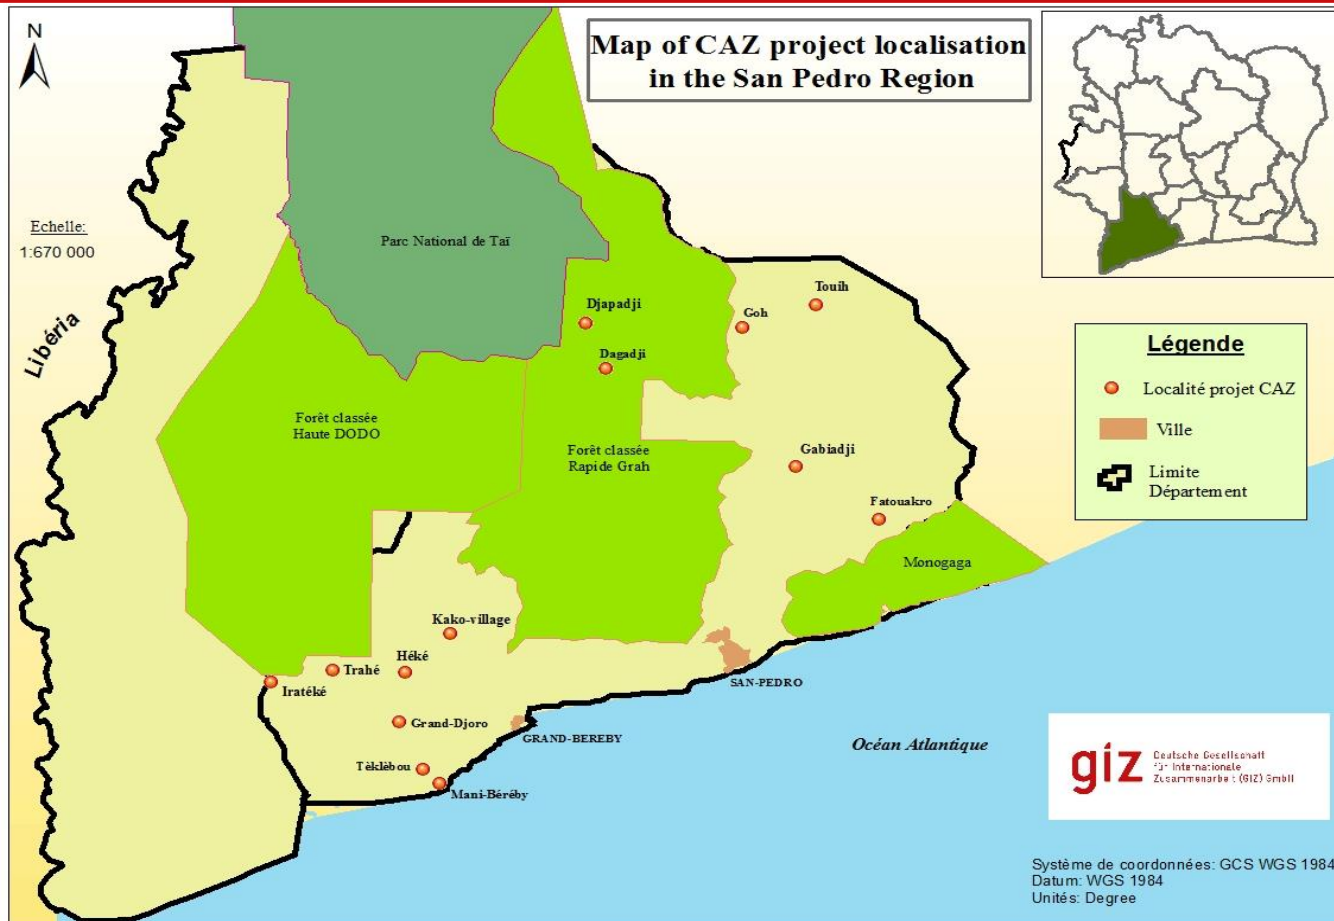 Map of CAZ project localisation
in the San Pedro Region
N
Echelle:
1:670 000
Libéria
Parc National de Taï
Djapadji
Dagadji
Goh
Touih
Forêt classée
Haute DODO
Forêt classée
Rapide Grah
Gabiadji
Fatouakro
Monogaga
Kako-village
Héké
Trahé
Iratéké
Grand-Djoro
Tèklèbou
Mani-Béréby
GRAND-BEREBY
SAN-PEDRO
Océan Atlantique
Légende
Localité projet CAZ
Ville
Limite
Département
giz
Deutsche Gesellschaft
für Internationale
Zusammenarbeit (GIZ) GmbH
Système de coordonnées: GCS WGS 1984
Datum: WGS 1984
Unités: Degree